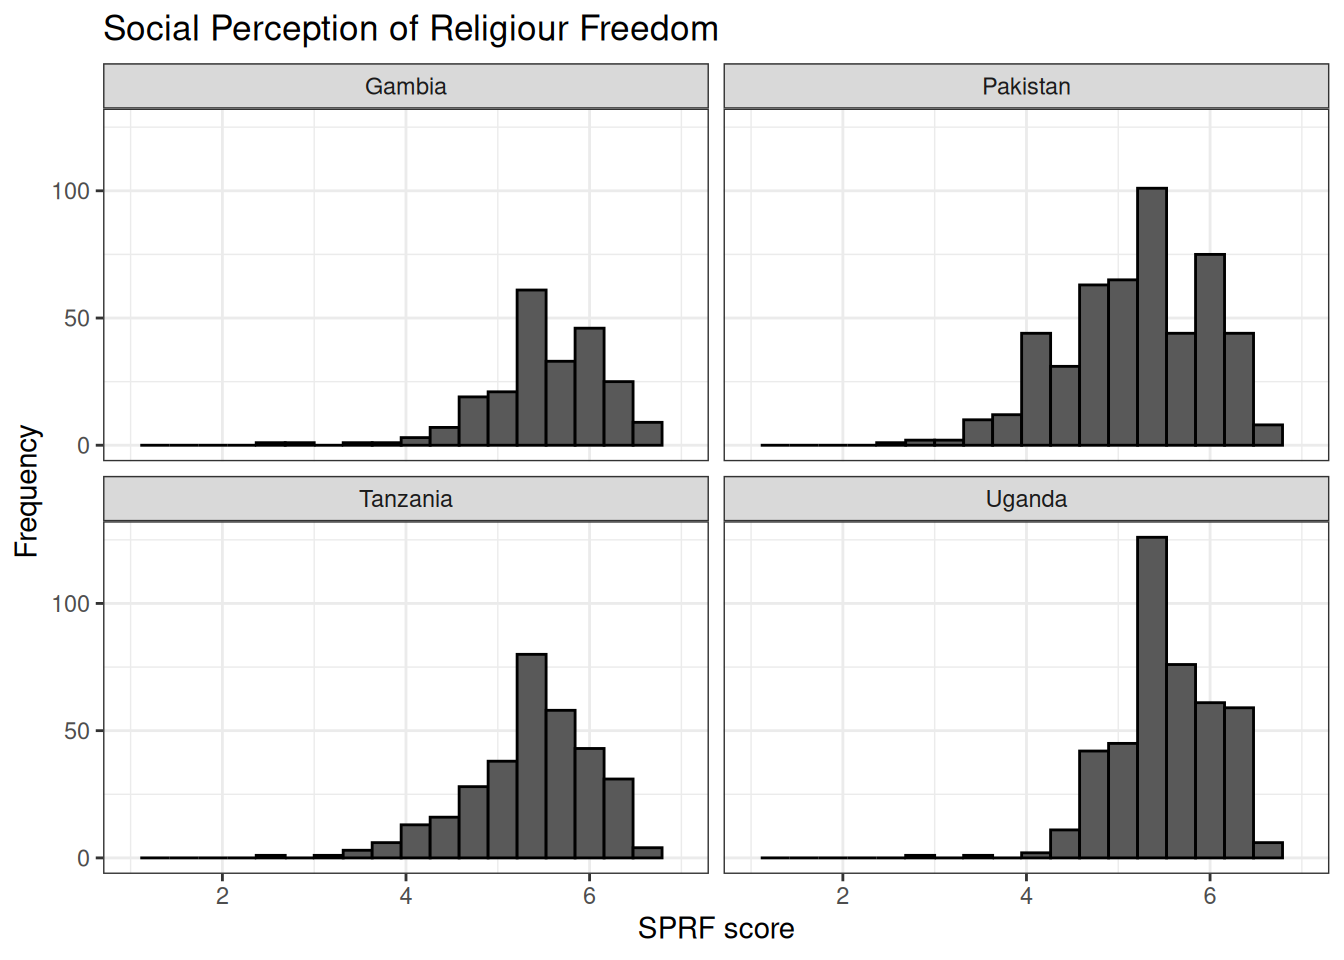 Social Perception of Religiour Freedom
Gambia
Pakistan
100
50
0
Tanzania
Uganda
100
50
0
Frequency
2 4 6 2 4 6
SPRF score